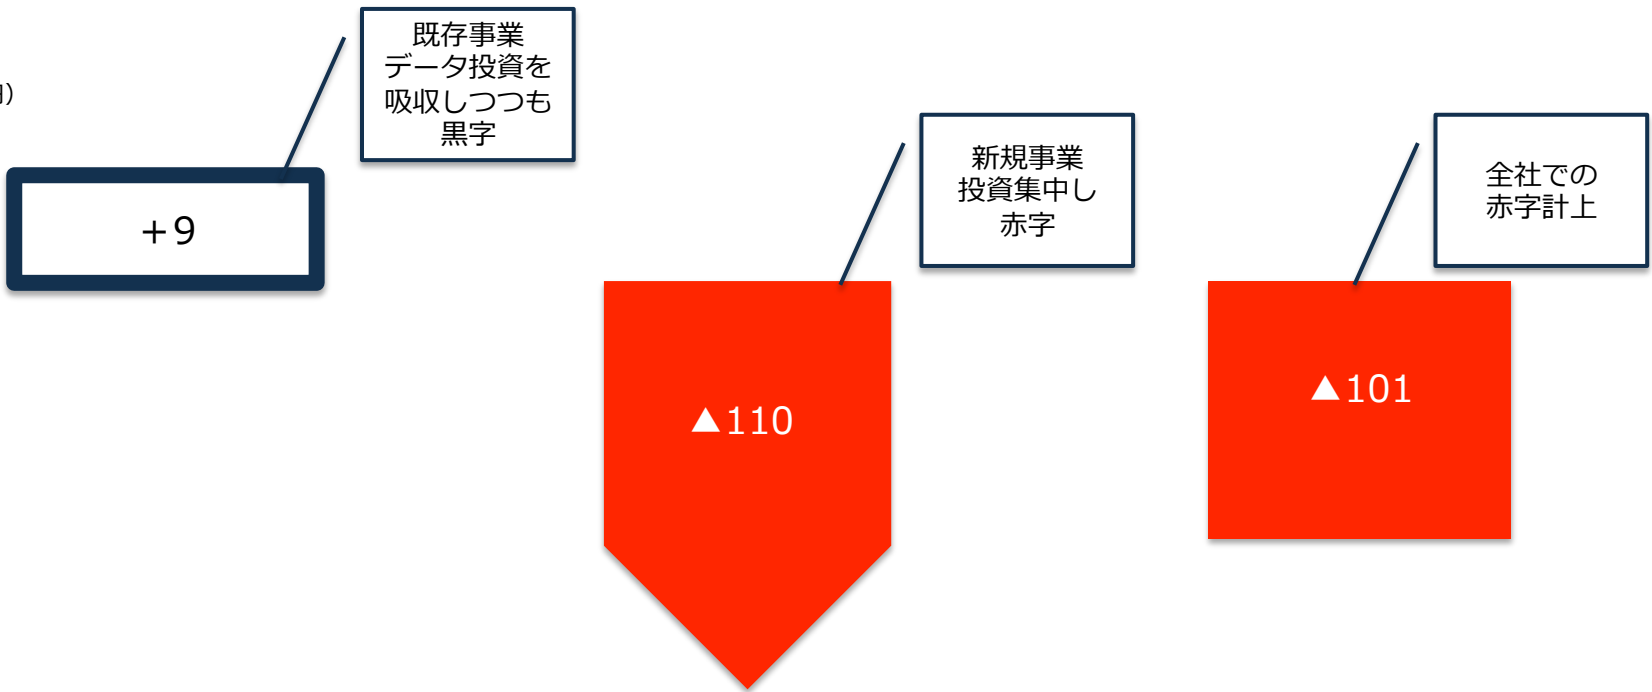 既存事業
データ投資を
吸収しつつも
黒字
円）
+9
新規事業
投資集中し
赤字
全社での
赤字計上
▲110
▲101